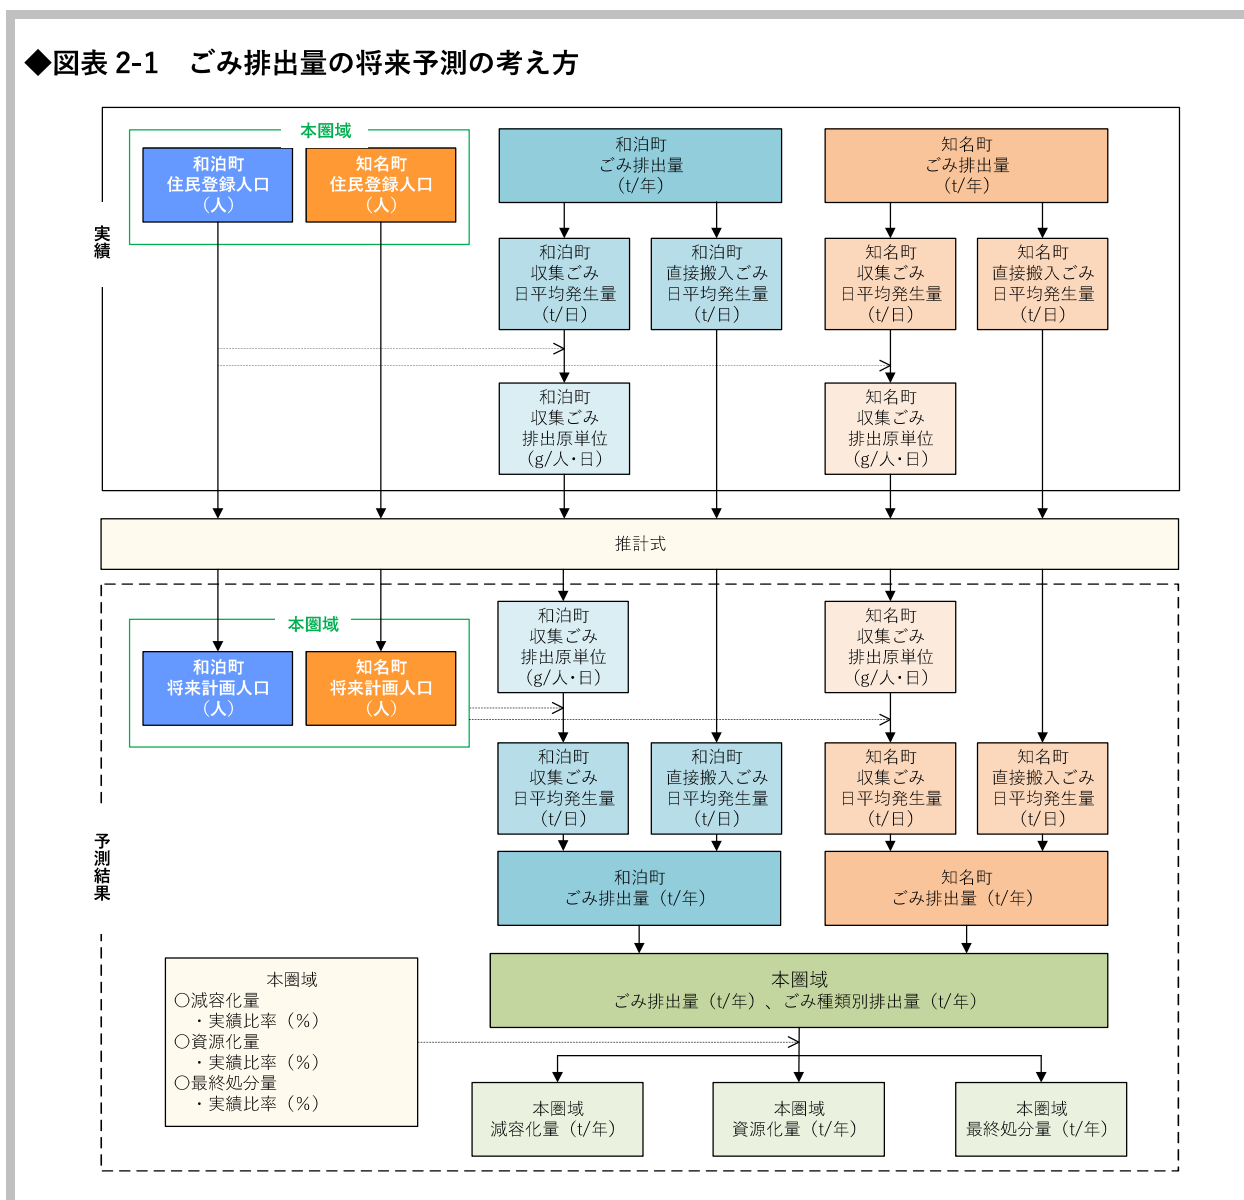 ◆図表 2-1　ごみ排出量の将来予測の考え方
本圏域
和泊町
住民登録人口
（人）
知名町
住民登録人口
（人）
和泊町
ごみ排出量
（t/年）
知名町
ごみ排出量
（t/年）
実績
和泊町
収集ごみ
日平均発生量
（t/日）
和泊町
直接搬入ごみ
日平均発生量
（t/日）
知名町
収集ごみ
日平均発生量
（t/日）
知名町
直接搬入ごみ
日平均発生量
（t/日）
和泊町
収集ごみ
排出原単位
（g/人・日）
知名町
収集ごみ
排出原単位
（g/人・日）
推計式
本圏域
和泊町
将来計画人口
（人）
知名町
将来計画人口
（人）
和泊町
収集ごみ
排出原単位
（g/人・日）
知名町
収集ごみ
排出原単位
（g/人・日）
和泊町
収集ごみ
日平均発生量
（t/日）
和泊町
直接搬入ごみ
日平均発生量
（t/日）
知名町
収集ごみ
日平均発生量
（t/日）
知名町
直接搬入ごみ
日平均発生量
（t/日）
予測結果
和泊町
ごみ排出量（t/年）
知名町
ごみ排出量（t/年）
本圏域
ごみ排出量（t/年）、ごみ種類別排出量（t/年）
本圏域
○減容化量
・実績比率（%）
○資源化量
・実績比率（%）
○最終処分量
・実績比率（%）
本圏域
減容化量（t/年）
本圏域
資源化量（t/年）
本圏域
最終処分量（t/年）